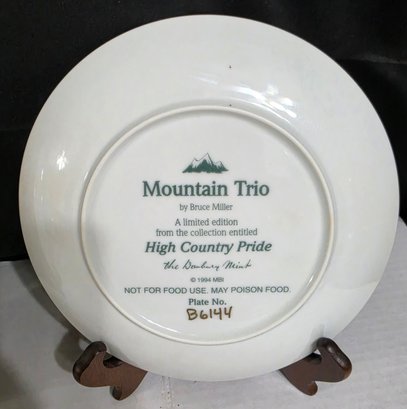 Mountain Trio
by Bruce Miller
A limited edition
from the collection entitled
High Country Pride
the Danbury Mint
© 1994 MBI
NOT FOR FOOD USE. MAY POISON FOOD.
Plate No.
B6144